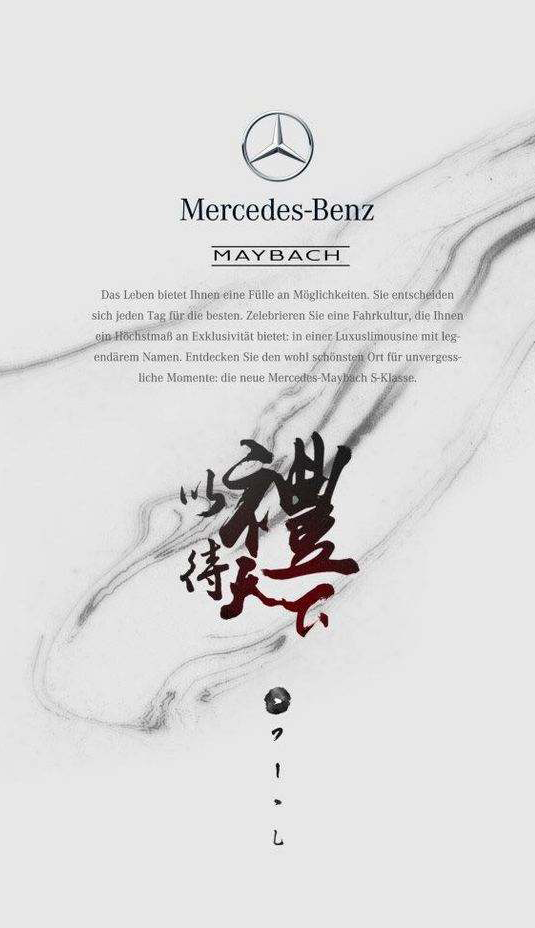 Mercedes-Benz
MAYBACH
Das Leben bietet Ihnen eine Fülle an Möglichkeiten. Sie entscheiden
sich jeden Tag für die besten. Zelebrieren Sie eine Fahrkultur, die Ihnen
ein Höchstmaß an Exklusivität bietet: in einer Luxuslimousine mit leg-
endärem Namen. Entdecken Sie den wohl schönsten Ort für unvergess-
liche Momente: die neue Mercedes-Maybach S-Klasse.
以禮
待天下